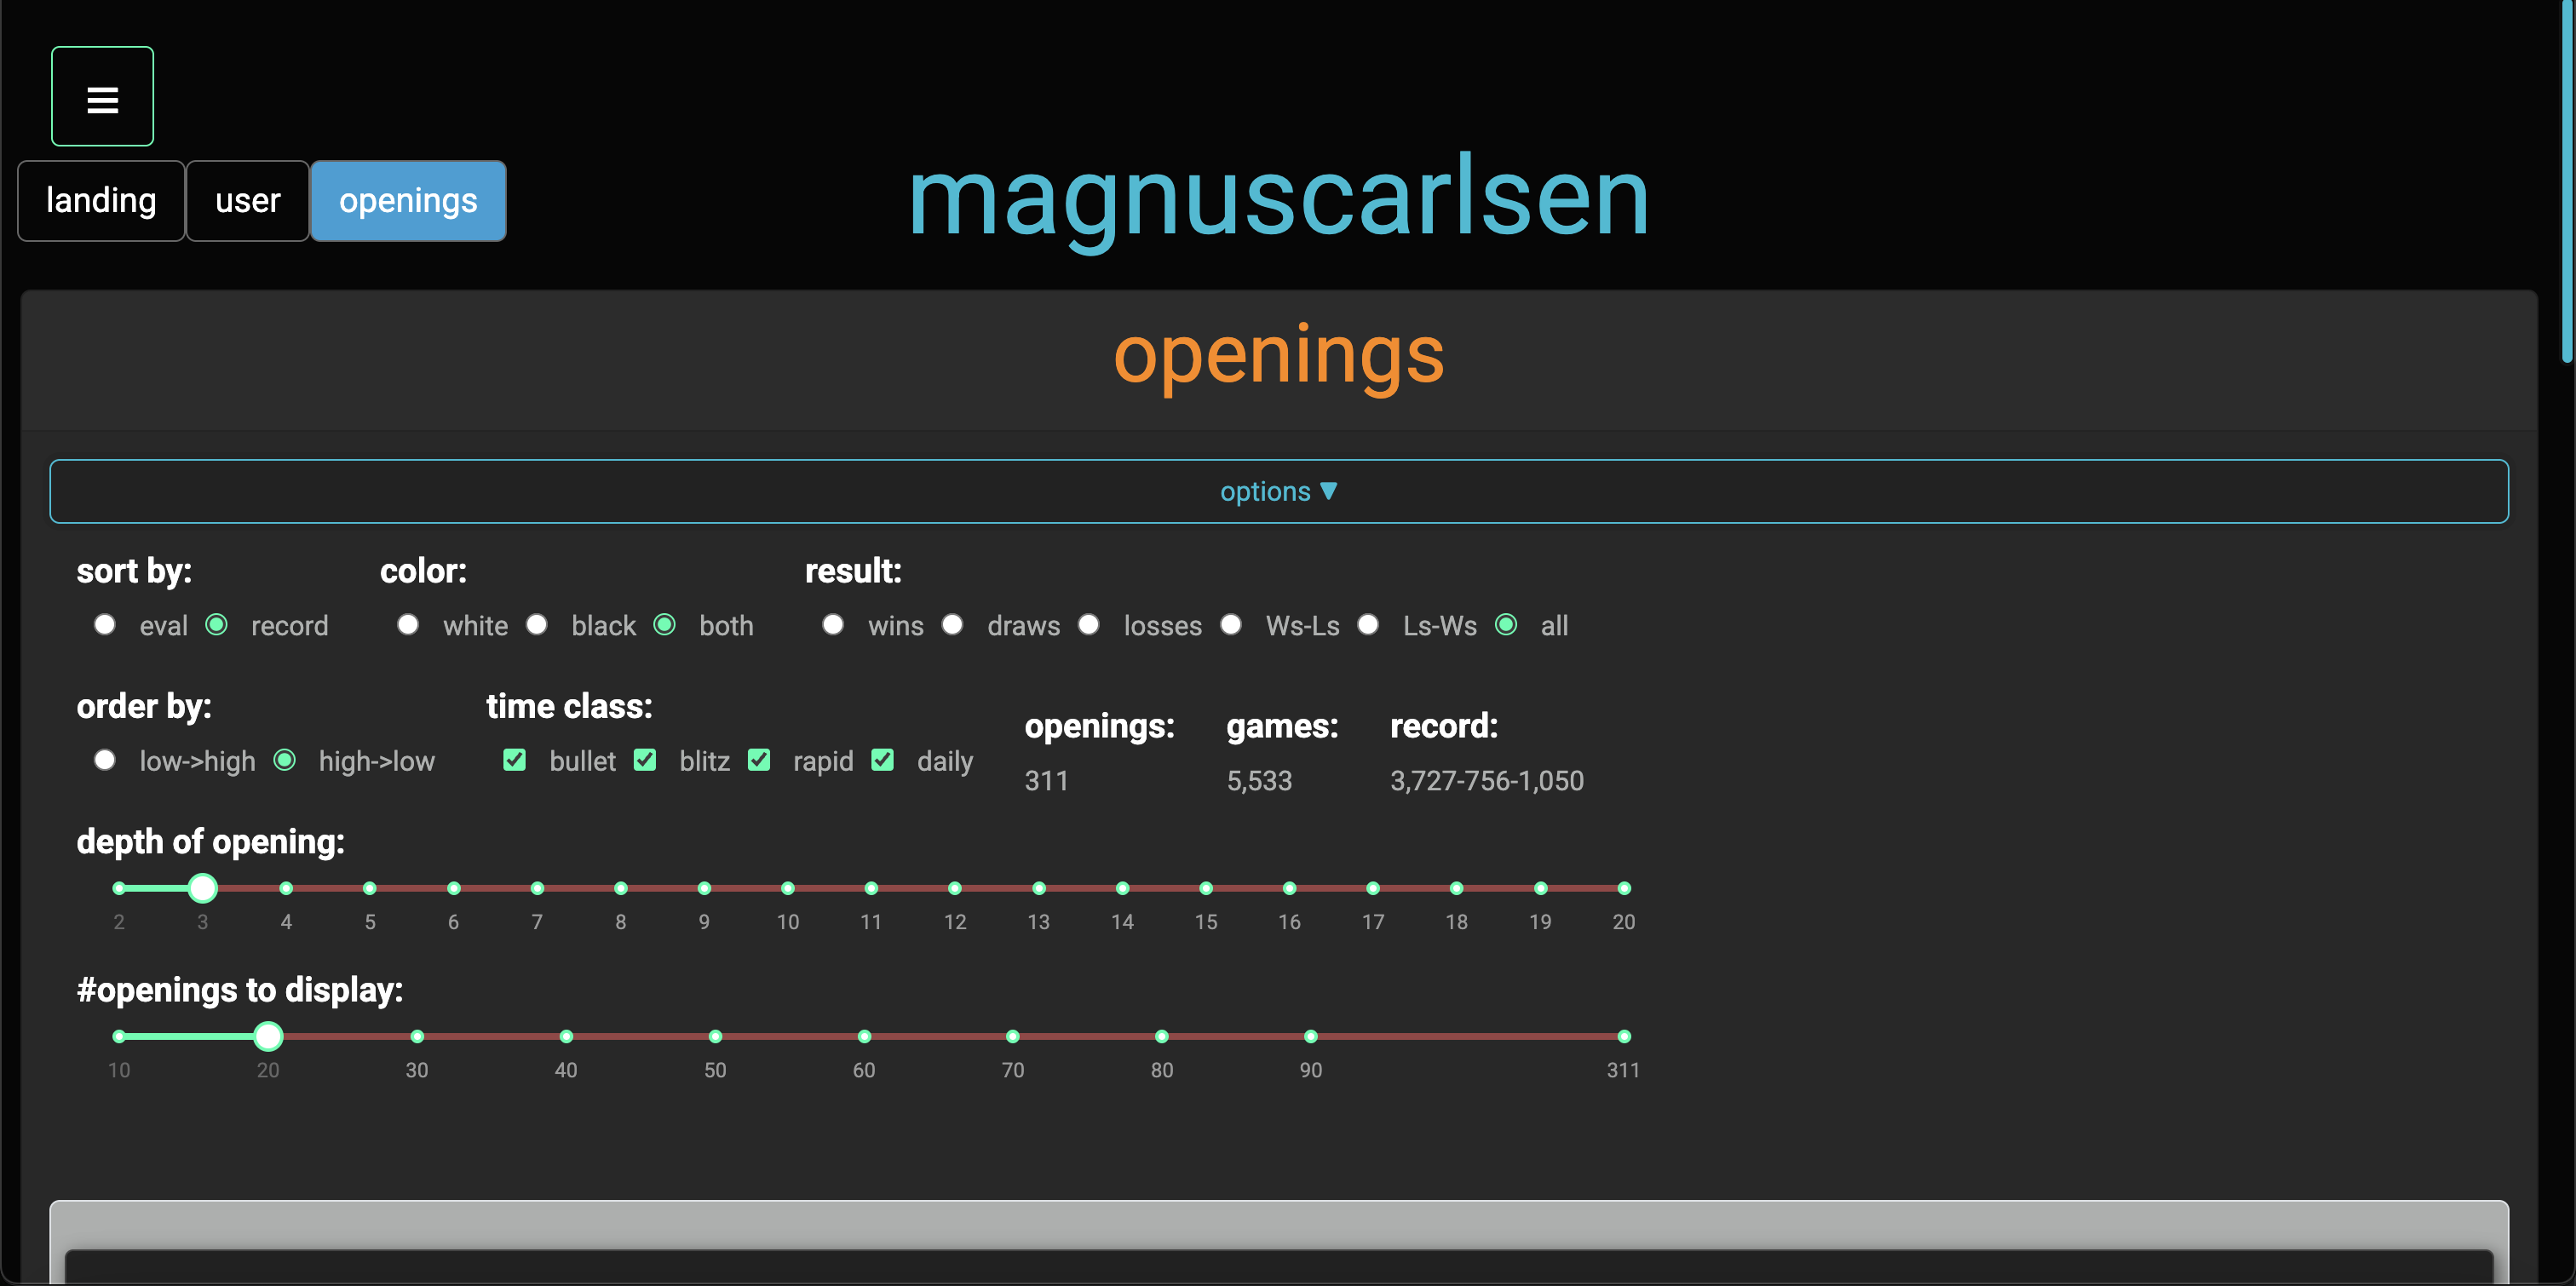 landing user openings
magnuscarlsen
openings
options ▼
sort by: color: result:
eval record white black both wins draws losses Ws-Ls Ls-Ws all
order by: time class: openings: games: record:
low->high high->low bullet blitz rapid daily 311 5,533 3,727-756-1,050
depth of opening:
2 3 4 5 6 7 8 9 10 11 12 13 14 15 16 17 18 19 20
#openings to display:
10 20 30 40 50 60 70 80 90 311